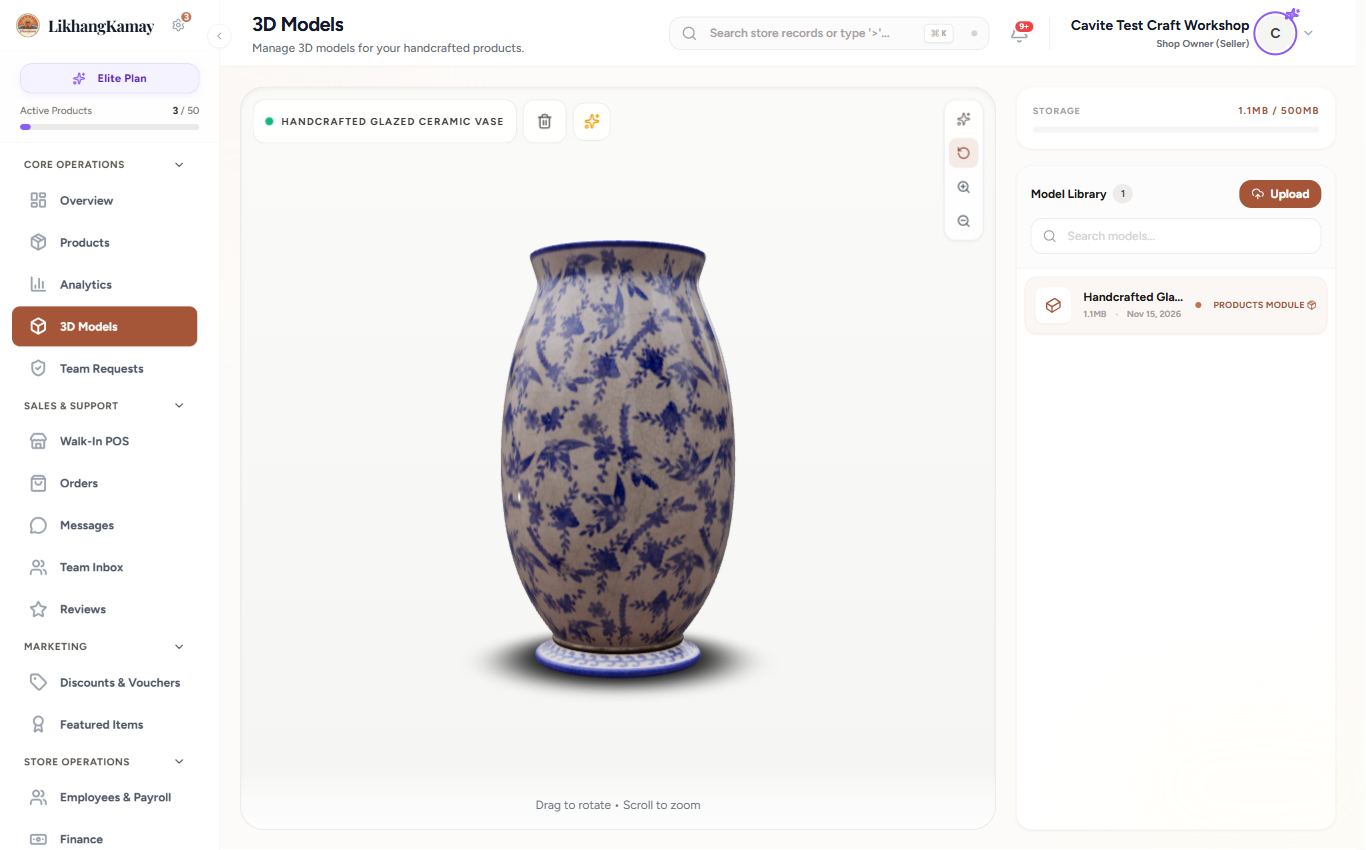 LikhangKamay
3
Elite Plan
Active Products 3 / 50
CORE OPERATIONS
Overview
Products
Analytics
3D Models
Team Requests
SALES & SUPPORT
Walk-In POS
Orders
Messages
Team Inbox
Reviews
MARKETING
Discounts & Vouchers
Featured Items
STORE OPERATIONS
Employees & Payroll
Finance
3D Models
Manage 3D models for your handcrafted products.
Search store records or type '>'...
⌘ K
9+
Cavite Test Craft Workshop
Shop Owner (Seller)
C
HANDCRAFTED GLAZED CERAMIC VASE
Drag to rotate • Scroll to zoom
STORAGE 1.1MB / 500MB
Model Library 1
Upload
Search models...
Handcrafted Gla...
1.1MB · Nov 15, 2026
PRODUCTS MODULE